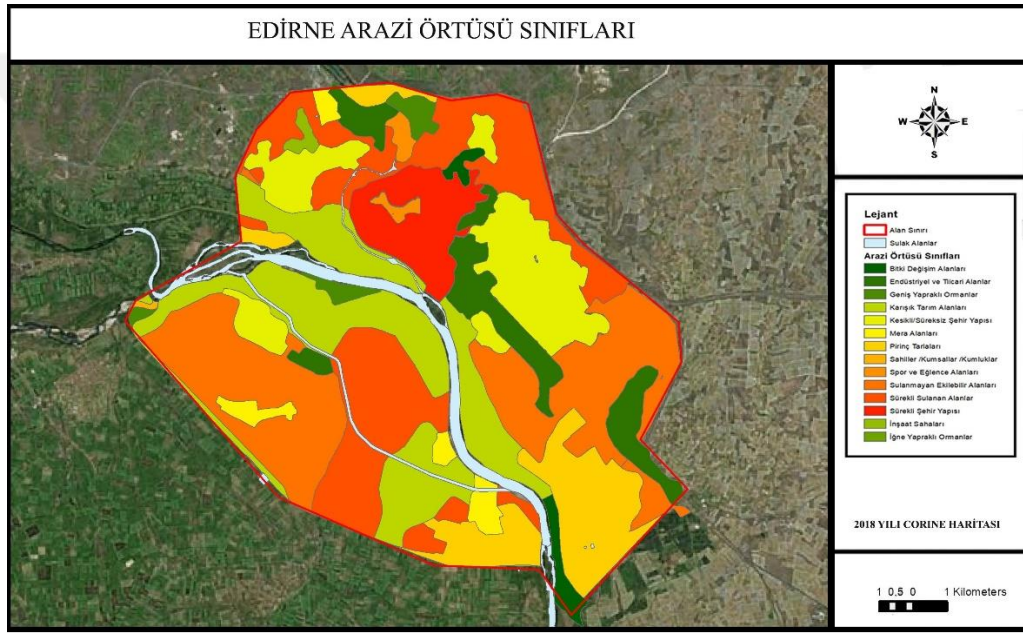 EDİRNE ARAZİ ÖRTÜSÜ SINIFLARI
N
W E
S
Lejant
Alan Sınırı
Sulak Alanlar
Arazi Örtüsü Sınıfları
Bitki Değişim Alanları
Endüstriyel ve Tilcari Alanlar
Geniş Yapraklı Ormanlar
Karışık Tarım Alanları
Kesikli/Süreksiz Şehir Yapısı
Mera Alanları
Pirinç Tarlaları
Sahiller /Kumsallar /Kumluklar
Spor ve Eğlence Alanları
Sulanmayan Ekilebilir Alanları
Sürekli Sulanan Alanlar
Sürekli Şehir Yapısı
İnşaat Sahaları
İğne Yapraklı Ormanlar
2018 YILI CORINE HARİTASI
1 0,5 0 1 Kilometers